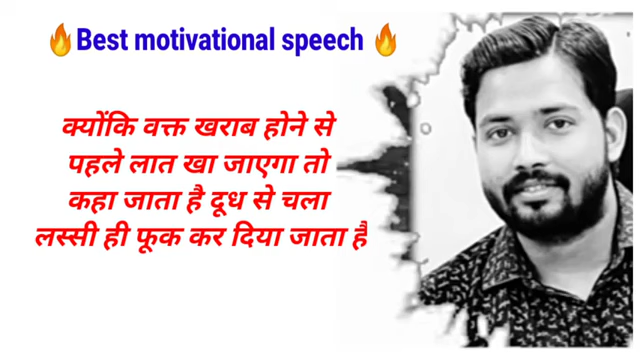 🔥Best motivational speech 🔥
क्योंकि वक्त खराब होने से
पहले लात खा जाएगा तो
कहा जाता है दूध से चला
लस्सी ही फूक कर दिया जाता है